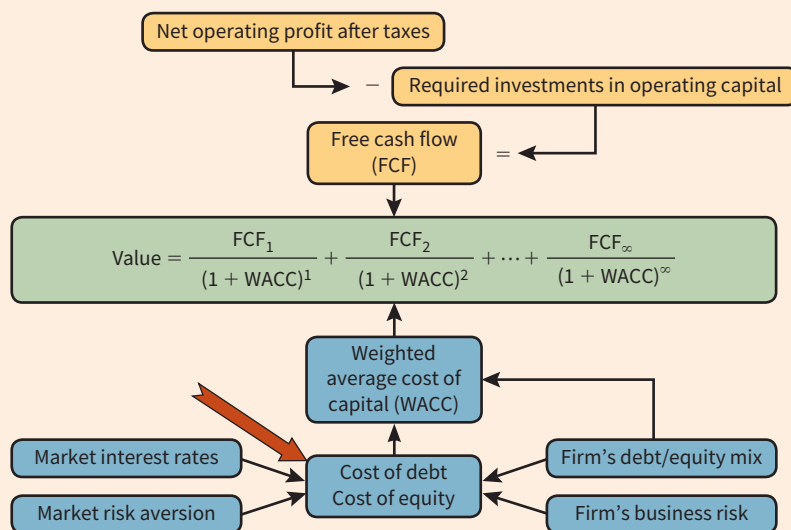 Net operating profit after taxes
−
Required investments in operating capital
Free cash flow
(FCF)
=
Value = FCF₁/(1 + WACC)¹ + FCF₂/(1 + WACC)² + ⋯ + FCF∞/(1 + WACC)^∞
Weighted
average cost of
capital (WACC)
Market interest rates
Cost of debt
Cost of equity
Firm’s debt/equity mix
Market risk aversion
Firm’s business risk